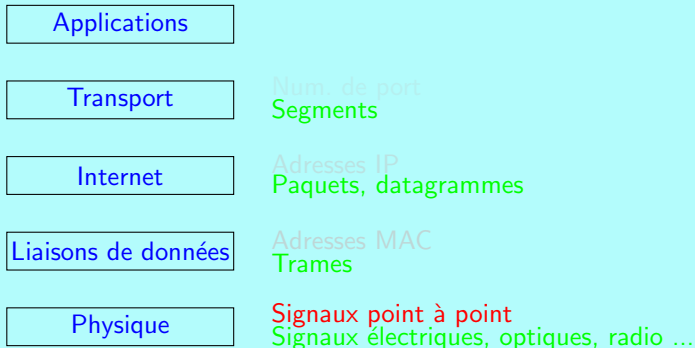 Applications
Transport
Num. de port
Segments
Internet
Adresses IP
Paquets, datagrammes
Liaisons de données
Adresses MAC
Trames
Physique
Signaux point à point
Signaux électriques, optiques, radio ...